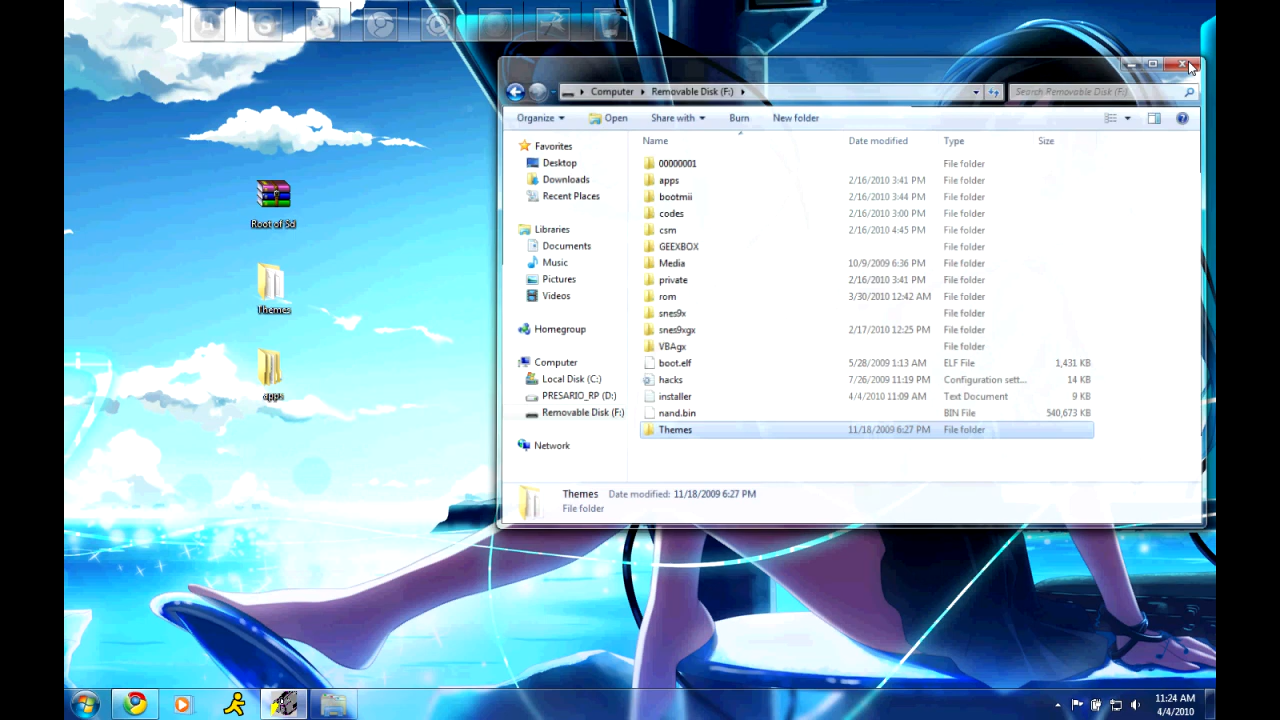 Computer
Removable Disk (F:)
Search Removable Disk (F:)
Organize
Open
Share with
Burn
New folder
Name
Date modified
Type
Size
Favorites
Desktop
Downloads
Recent Places
Libraries
Documents
Music
Pictures
Videos
Homegroup
Computer
Local Disk (C:)
PRESARIO_RP (D:)
Removable Disk (F:)
Network
00000001 File folder
apps 2/16/2010 3:41 PM File folder
bootmii 2/16/2010 3:44 PM File folder
codes 2/16/2010 3:00 PM File folder
csm 2/16/2010 4:45 PM File folder
GEEXBOX File folder
Media 10/9/2009 6:36 PM File folder
private 2/16/2010 3:41 PM File folder
rom 3/30/2010 12:42 AM File folder
snes9x File folder
snes9xgx 2/17/2010 12:25 PM File folder
VBAgx File folder
boot.elf 5/28/2009 1:13 AM ELF File 1,431 KB
hacks 7/26/2009 11:19 PM Configuration sett... 14 KB
installer 4/4/2010 11:09 AM Text Document 9 KB
nand.bin BIN File 540,673 KB
Themes 11/18/2009 6:27 PM File folder
Themes Date modified: 11/18/2009 6:27 PM
File folder
Root of Sd
Themes
apps
11:24 AM
4/4/2010